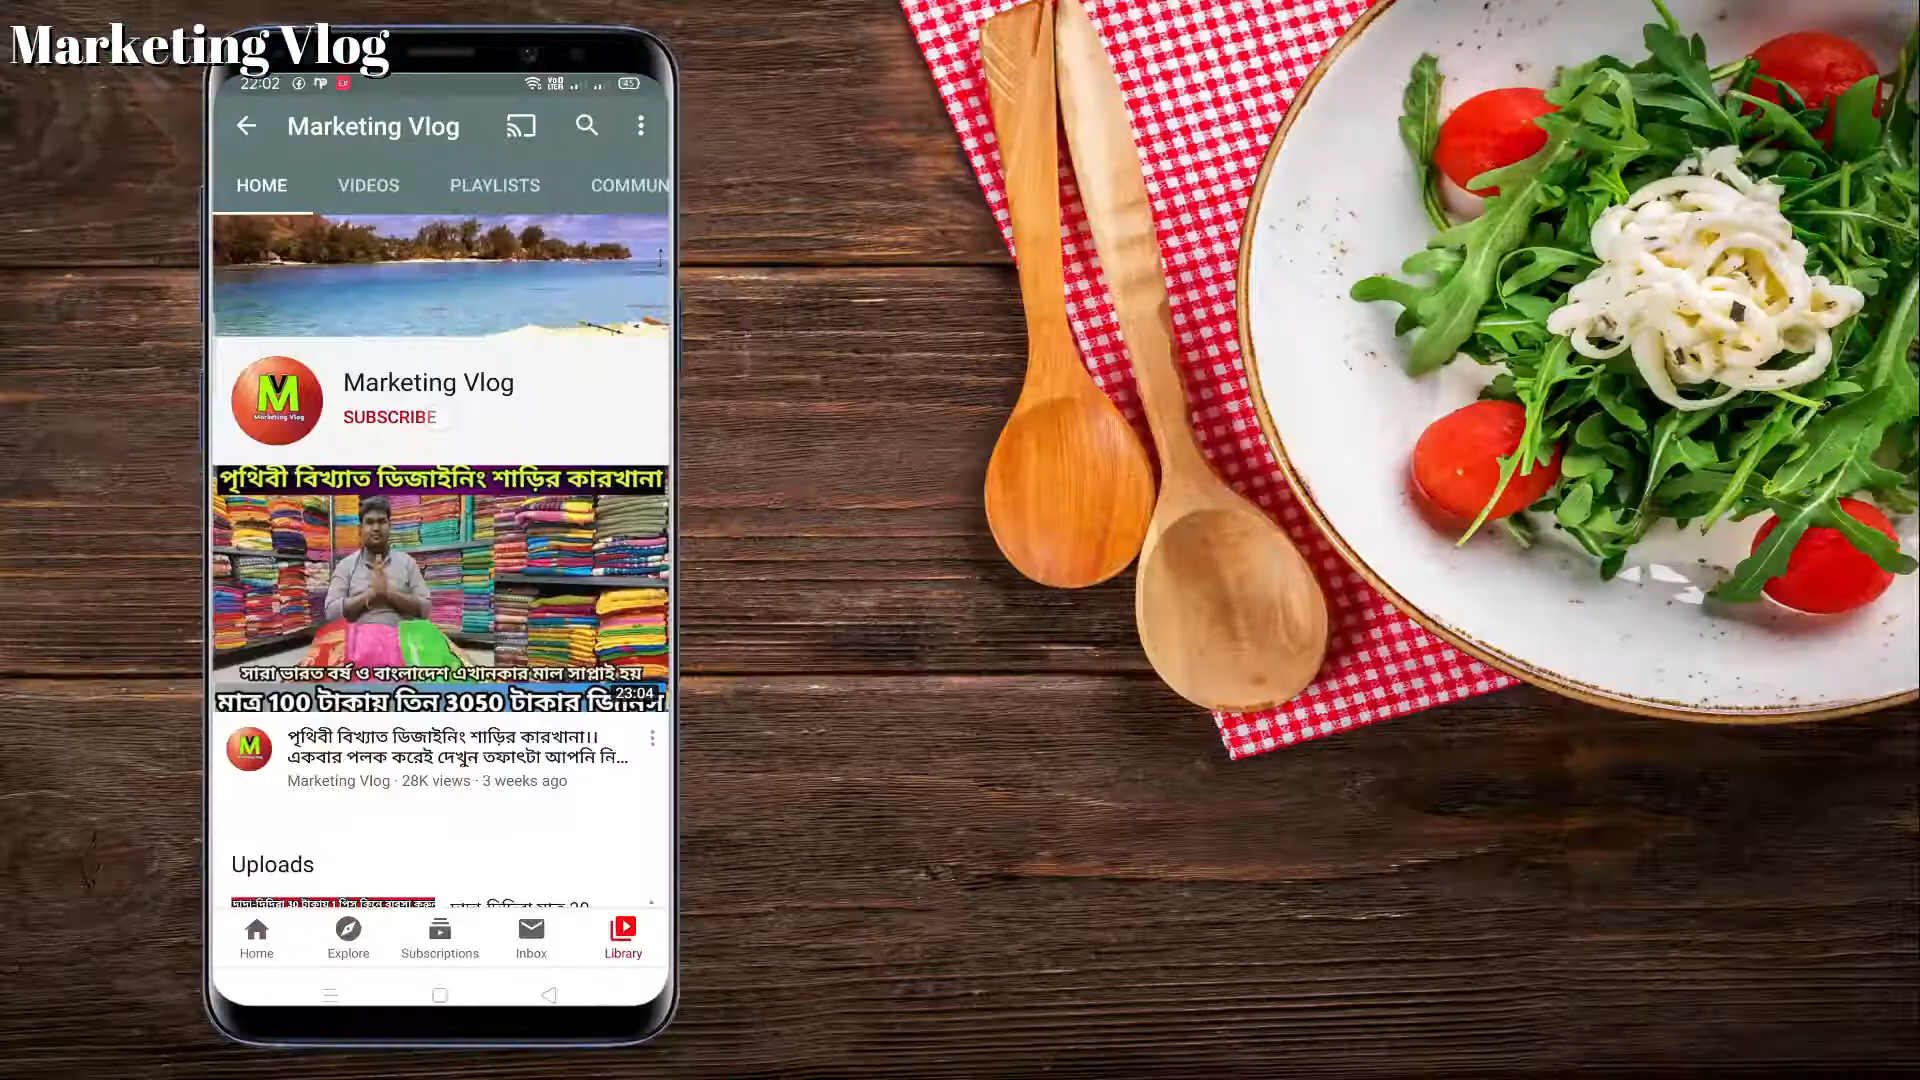 Marketing Vlog
22:02
45
Marketing Vlog
HOME VIDEOS PLAYLISTS COMMUN
Marketing Vlog
SUBSCRIBE
পৃথিবী বিখ্যাত ডিজাইনিং শাড়ির কারখানা
সারা ভারত বর্ষ ও বাংলাদেশ এখানকার মাল সাপ্লাই হয়
মাত্র 100 টাকায় তিন 3050 টাকার
23:04
পৃথিবী বিখ্যাত ডিজাইনিং শাড়ির কারখানা।।
একবার পলক করেই দেখুন তফাৎটা আপনি নি...
Marketing Vlog · 28K views · 3 weeks ago
Uploads
Home Explore Subscriptions Inbox Library